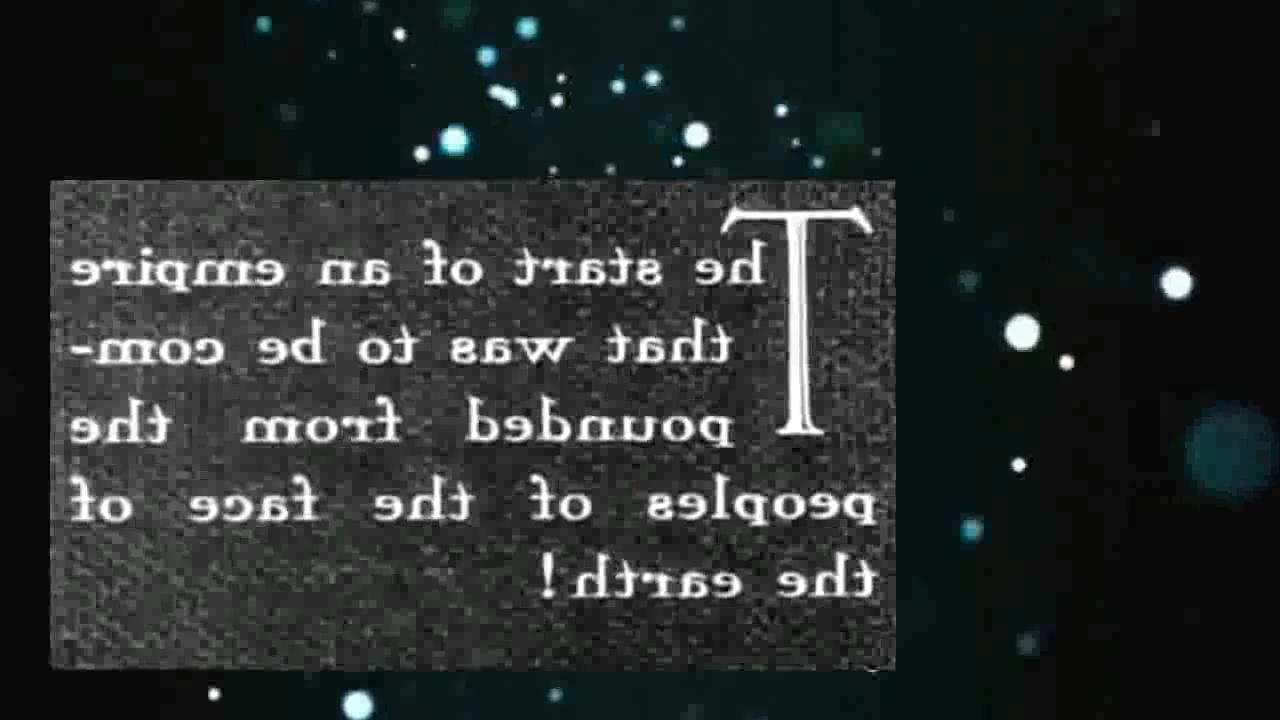 The start of an empire
that was to be com-
pounded from the
peoples of the face of
the earth!